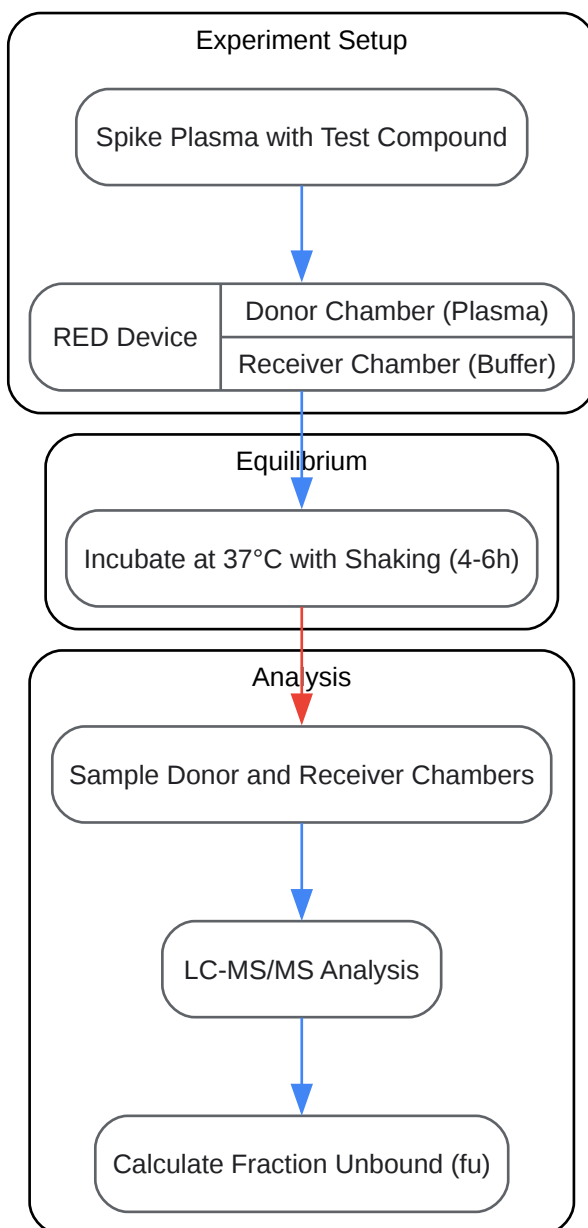 Experiment Setup
Spike Plasma with Test Compound
RED Device
Donor Chamber (Plasma)
Receiver Chamber (Buffer)
Equilibrium
Incubate at 37°C with Shaking (4-6h)
Analysis
Sample Donor and Receiver Chambers
LC-MS/MS Analysis
Calculate Fraction Unbound (fu)